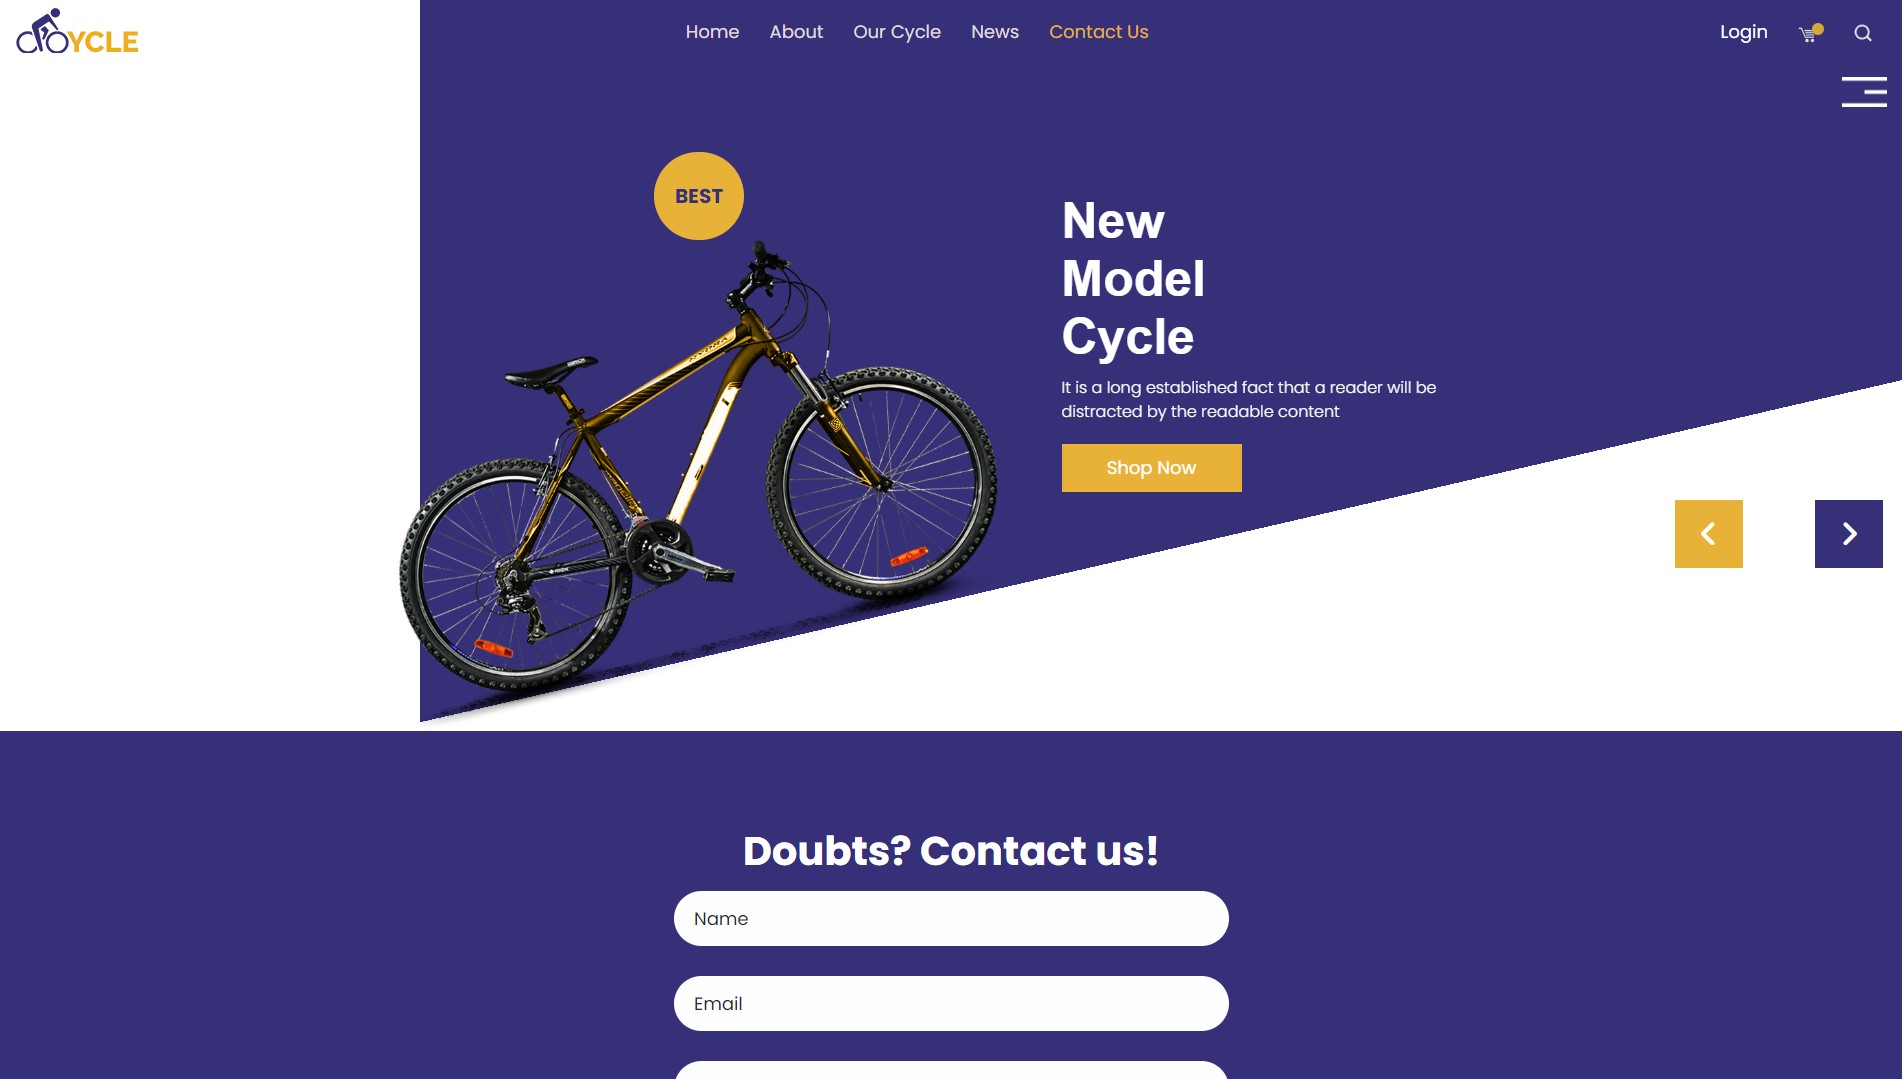 YCLE
Home
About
Our Cycle
News
Contact Us
Login
BEST
New
Model
Cycle
It is a long established fact that a reader will be
distracted by the readable content
Shop Now
Doubts? Contact us!
Name
Email